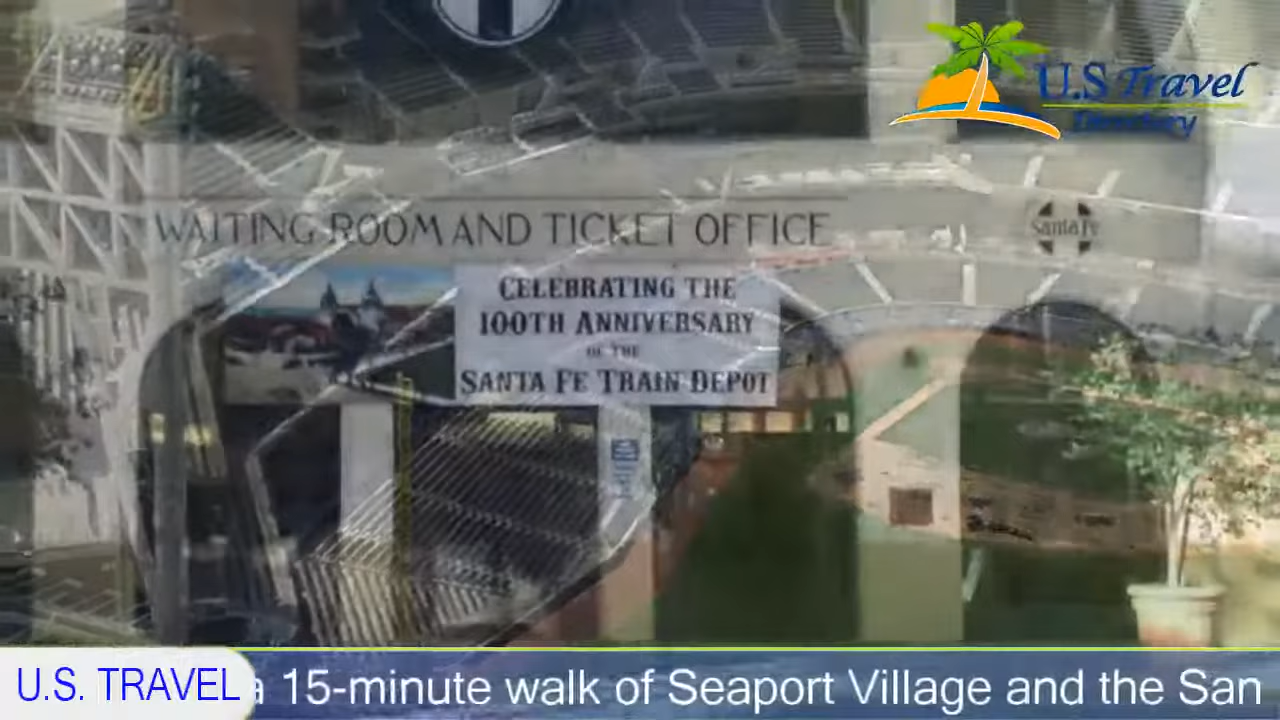 U.S Travel
Directory
WAITING ROOM AND TICKET OFFICE
Santa Fe
CELEBRATING THE
100TH ANNIVERSARY
OF THE
SANTA FE TRAIN DEPOT
U.S. TRAVEL
a 15-minute walk of Seaport Village and the San